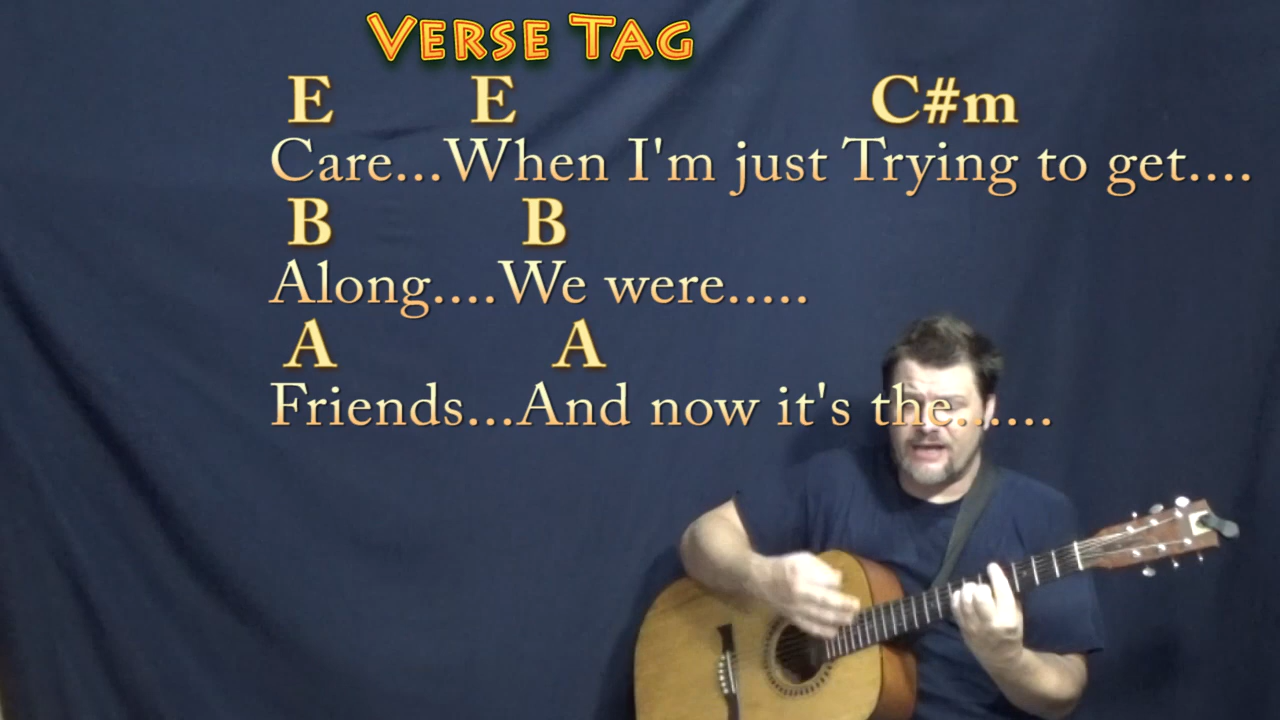 VERSE TAG
E E C#m
Care...When I'm just Trying to get....
B B
Along....We were.....
A A
Friends...And now it's the......